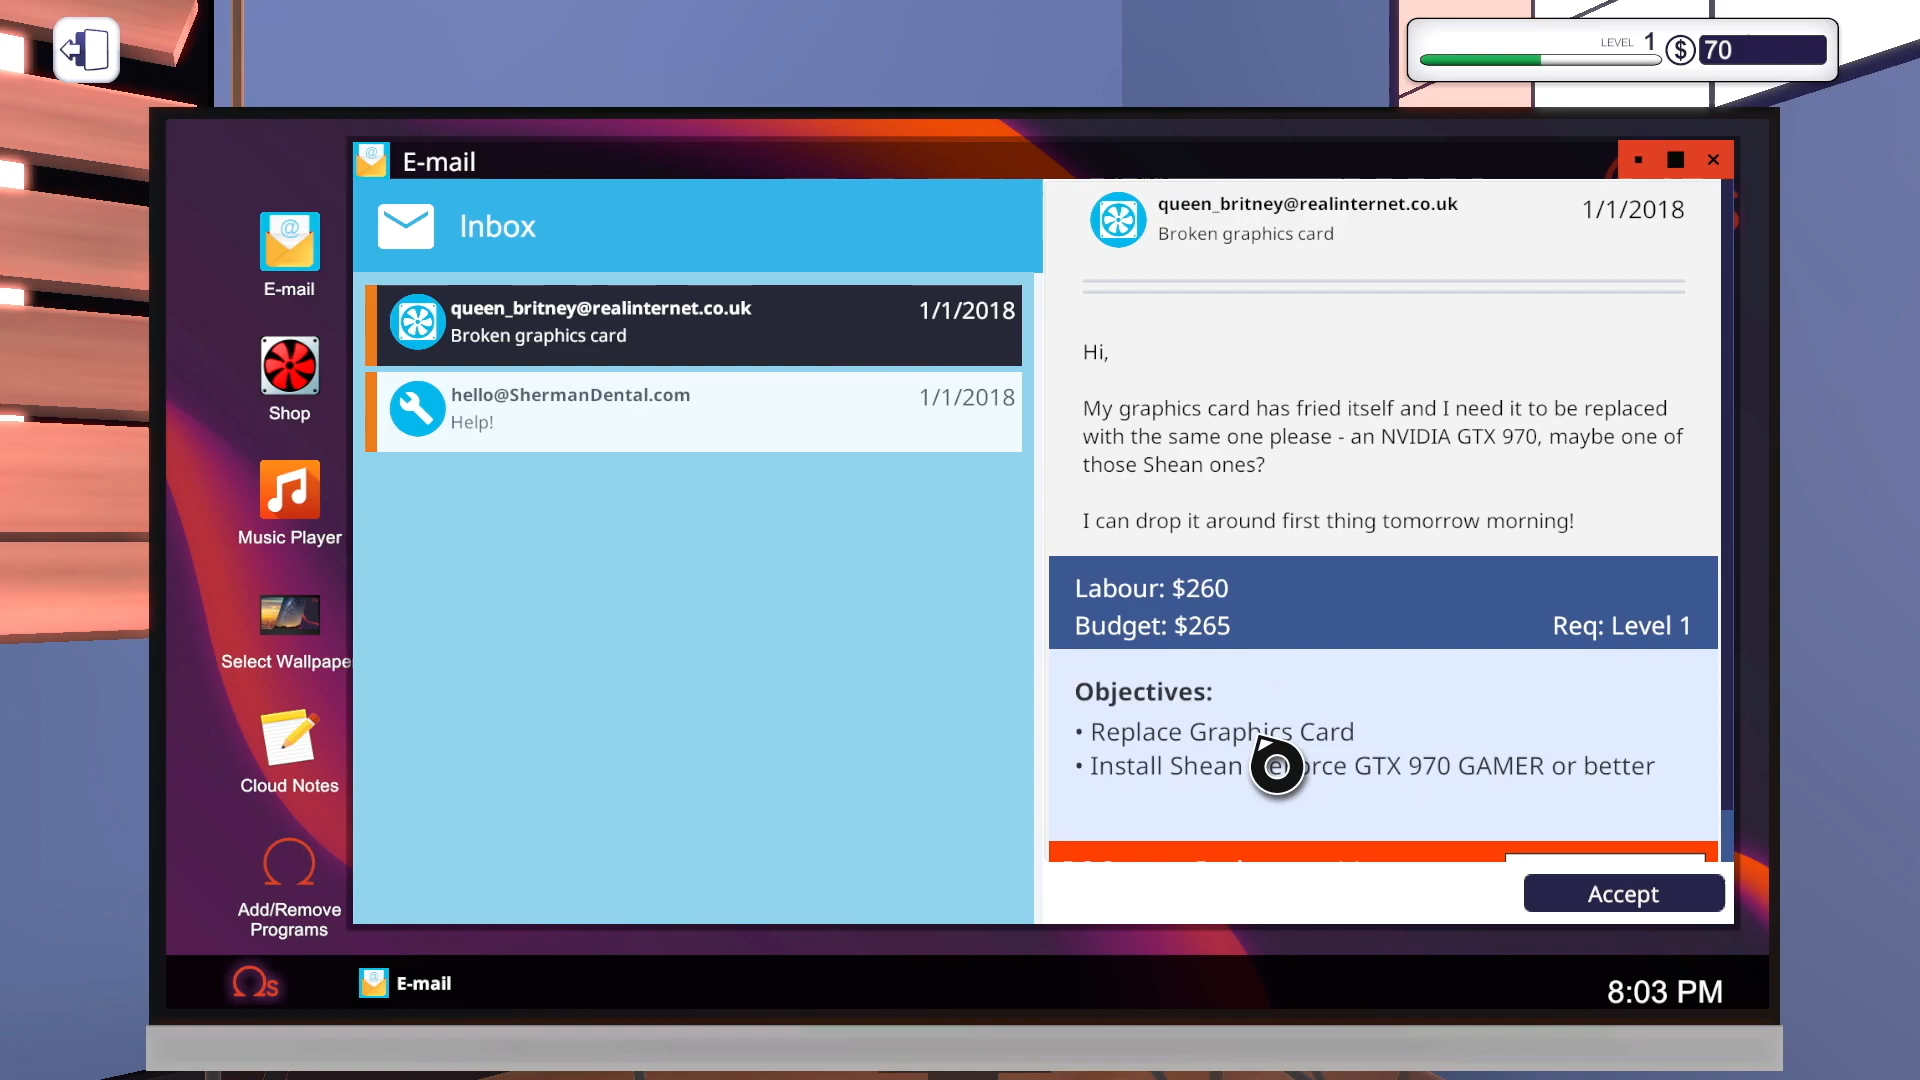 LEVEL 1
$ 70
E-mail
Inbox
queen_britney@realinternet.co.uk
1/1/2018
Broken graphics card
hello@ShermanDental.com
1/1/2018
Help!
queen_britney@realinternet.co.uk
1/1/2018
Broken graphics card
Hi,
My graphics card has fried itself and I need it to be replaced
with the same one please - an NVIDIA GTX 970, maybe one of
those Shean ones?
I can drop it around first thing tomorrow morning!
Labour: $260
Budget: $265
Req: Level 1
Objectives:
• Replace Graphics Card
• Install Shean GTX 970 GAMER or better
Accept
E-mail
Shop
Music Player
Select Wallpape
Cloud Notes
Add/Remove
Programs
Ωs
E-mail
8:03 PM